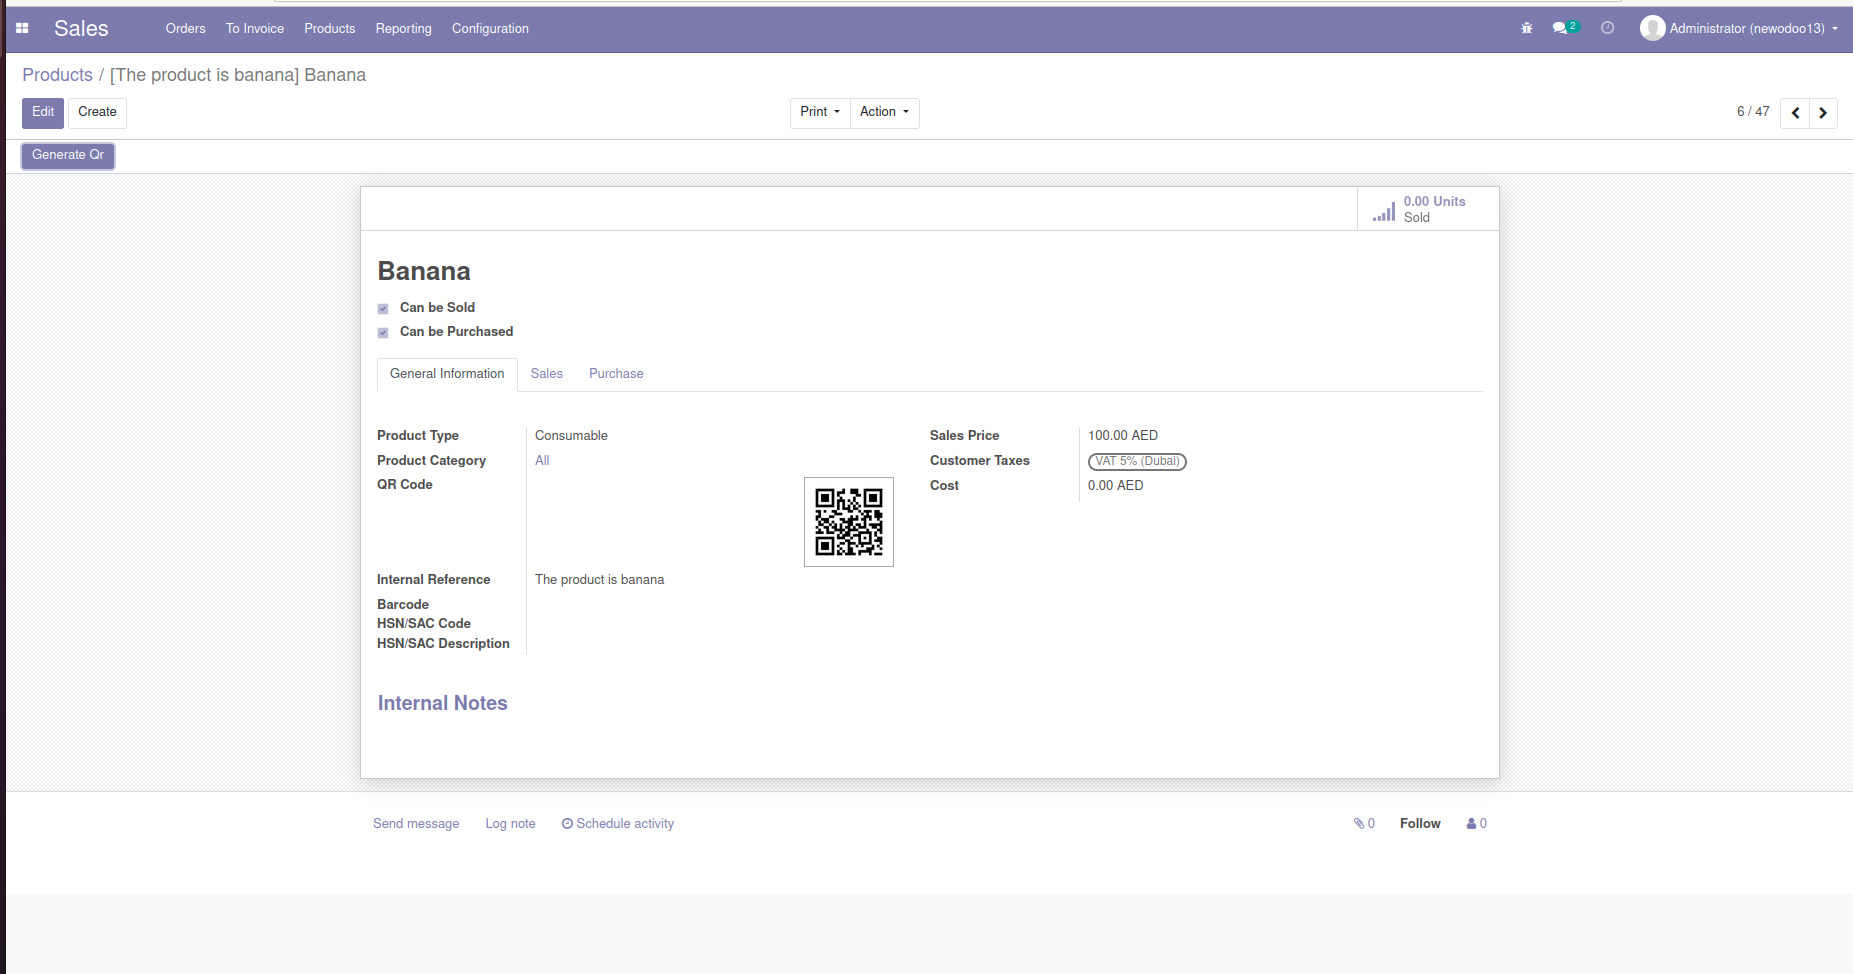 Sales Orders To Invoice Products Reporting Configuration 2 Administrator (newodoo13)
Products / [The product is banana] Banana
Edit Create Print Action 6 / 47
Generate Qr
0.00 Units
Sold
Banana
Can be Sold
Can be Purchased
General Information Sales Purchase
Product Type Consumable Sales Price 100.00 AED
Product Category All Customer Taxes VAT 5% (Dubai)
QR Code Cost 0.00 AED
Internal Reference The product is banana
Barcode
HSN/SAC Code
HSN/SAC Description
Internal Notes
Send message Log note Schedule activity 0 Follow 0